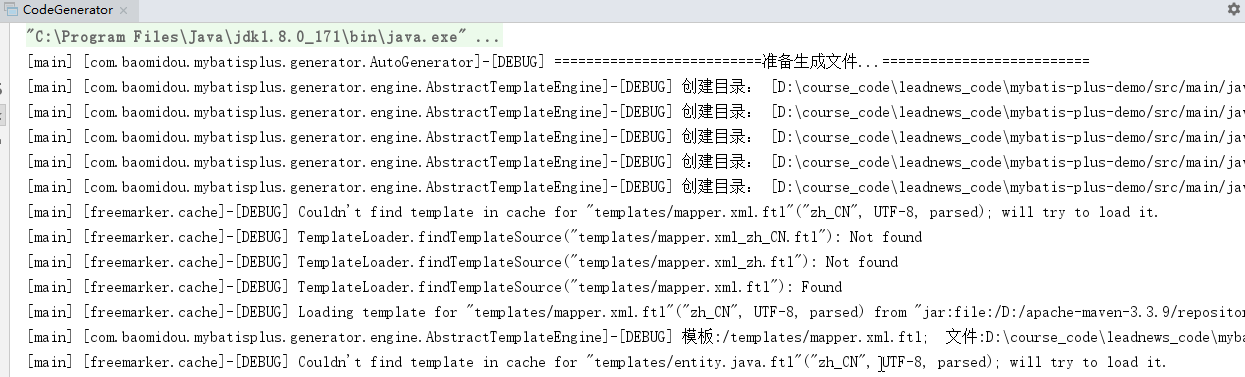 CodeGenerator
"C:\Program Files\Java\jdk1.8.0_171\bin\java.exe" ...
[main] [com.baomidou.mybatisplus.generator.AutoGenerator]-[DEBUG] ==========================准备生成文件...==========================
[main] [com.baomidou.mybatisplus.generator.engine.AbstractTemplateEngine]-[DEBUG] 创建目录: [D:\course_code\leadnews_code\mybatis-plus-demo/src/main/jav
[main] [com.baomidou.mybatisplus.generator.engine.AbstractTemplateEngine]-[DEBUG] 创建目录: [D:\course_code\leadnews_code\mybatis-plus-demo/src/main/jav
[main] [com.baomidou.mybatisplus.generator.engine.AbstractTemplateEngine]-[DEBUG] 创建目录: [D:\course_code\leadnews_code\mybatis-plus-demo/src/main/jav
[main] [com.baomidou.mybatisplus.generator.engine.AbstractTemplateEngine]-[DEBUG] 创建目录: [D:\course_code\leadnews_code\mybatis-plus-demo/src/main/jav
[main] [com.baomidou.mybatisplus.generator.engine.AbstractTemplateEngine]-[DEBUG] 创建目录: [D:\course_code\leadnews_code\mybatis-plus-demo/src/main/jav
[main] [freemarker.cache]-[DEBUG] Couldn't find template in cache for "templates/mapper.xml.ftl"("zh_CN", UTF-8, parsed); will try to load it.
[main] [freemarker.cache]-[DEBUG] TemplateLoader.findTemplateSource("templates/mapper.xml_zh_CN.ftl"): Not found
[main] [freemarker.cache]-[DEBUG] TemplateLoader.findTemplateSource("templates/mapper.xml_zh.ftl"): Not found
[main] [freemarker.cache]-[DEBUG] TemplateLoader.findTemplateSource("templates/mapper.xml.ftl"): Found
[main] [freemarker.cache]-[DEBUG] Loading template for "templates/mapper.xml.ftl"("zh_CN", UTF-8, parsed) from "jar:file:/D:/apache-maven-3.3.9/repositor
[main] [com.baomidou.mybatisplus.generator.engine.AbstractTemplateEngine]-[DEBUG] 模板:/templates/mapper.xml.ftl; 文件:D:\course_code\leadnews_code\myba
[main] [freemarker.cache]-[DEBUG] Couldn't find template in cache for "templates/entity.java.ftl"("zh_CN", UTF-8, parsed); will try to load it.